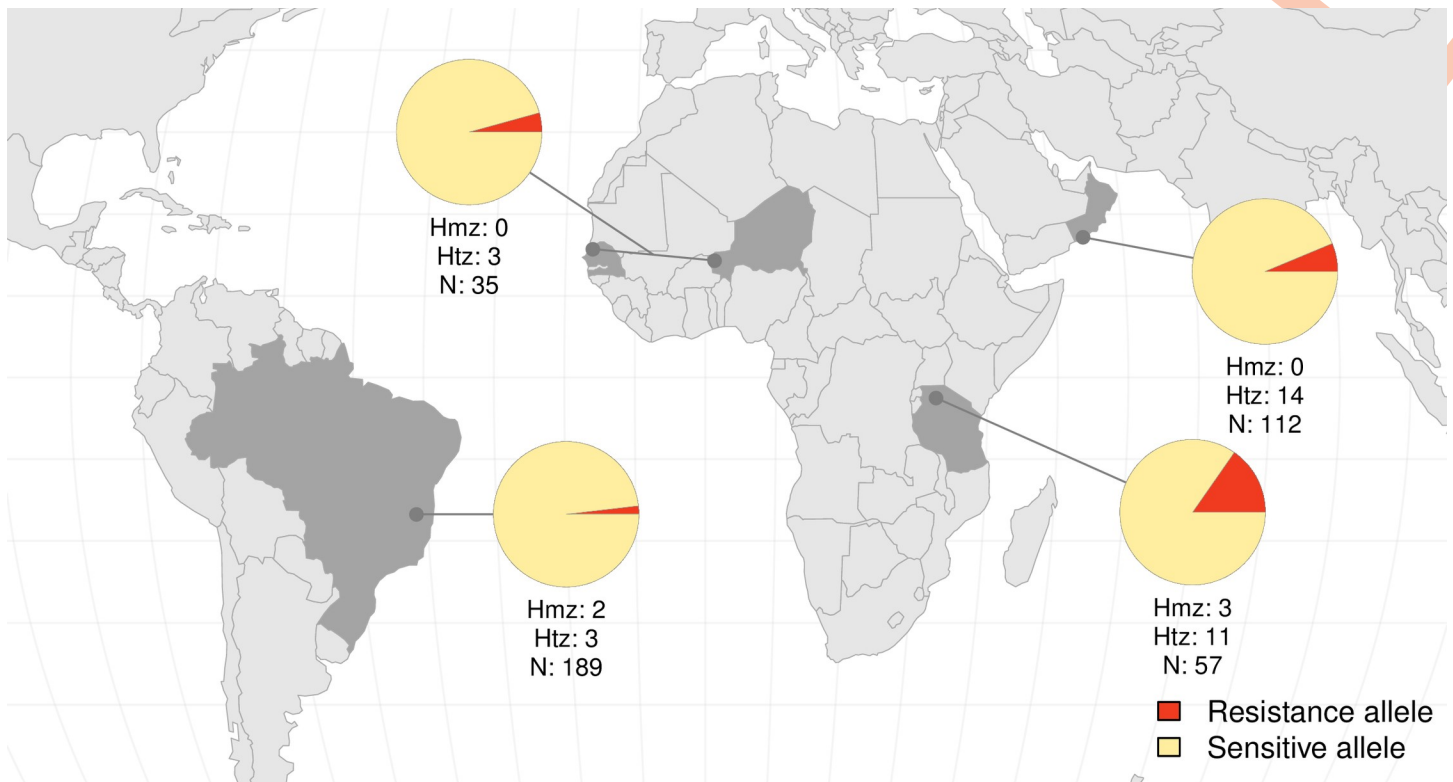 Hmz: 0
Htz: 3
N: 35
Hmz: 0
Htz: 14
N: 112
Hmz: 2
Htz: 3
N: 189
Hmz: 3
Htz: 11
N: 57
Resistance allele
Sensitive allele